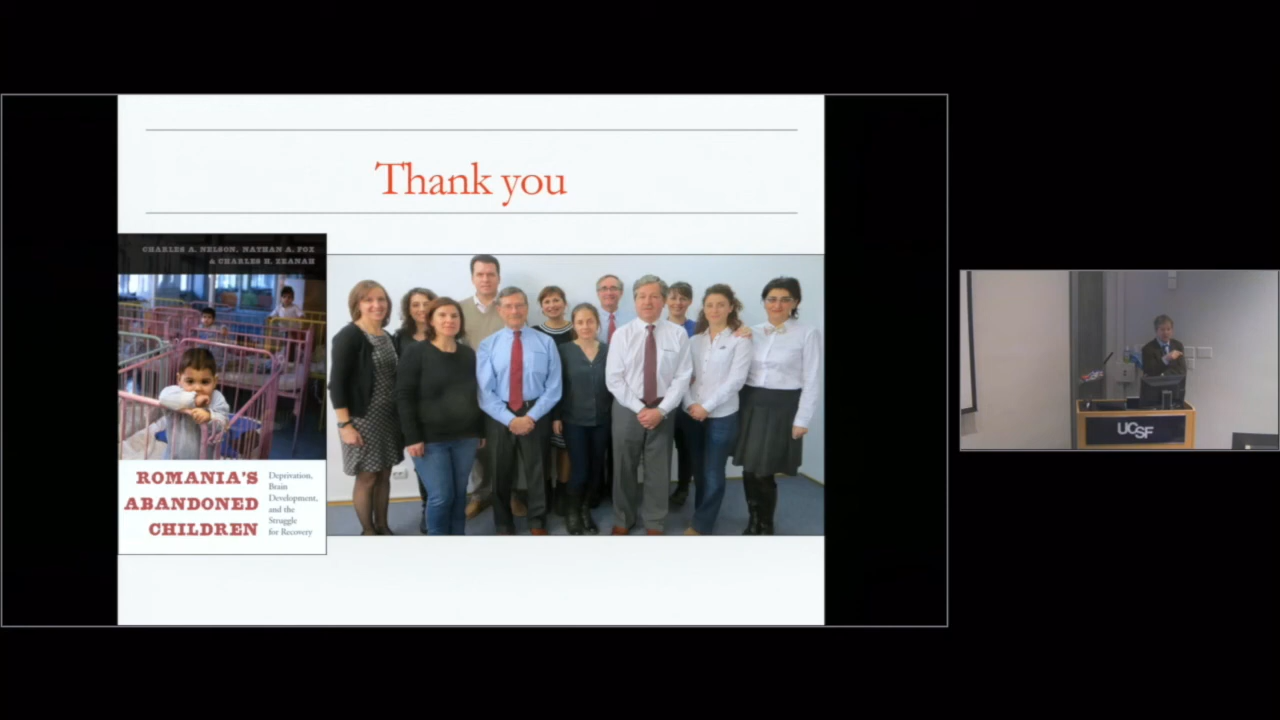 Thank you
CHARLES A. NELSON, NATHAN A. FOX
& CHARLES H. ZEANAH
ROMANIA'S
ABANDONED
CHILDREN
Deprivation,
Brain
Development,
and the
Struggle
for Recovery
UCSF